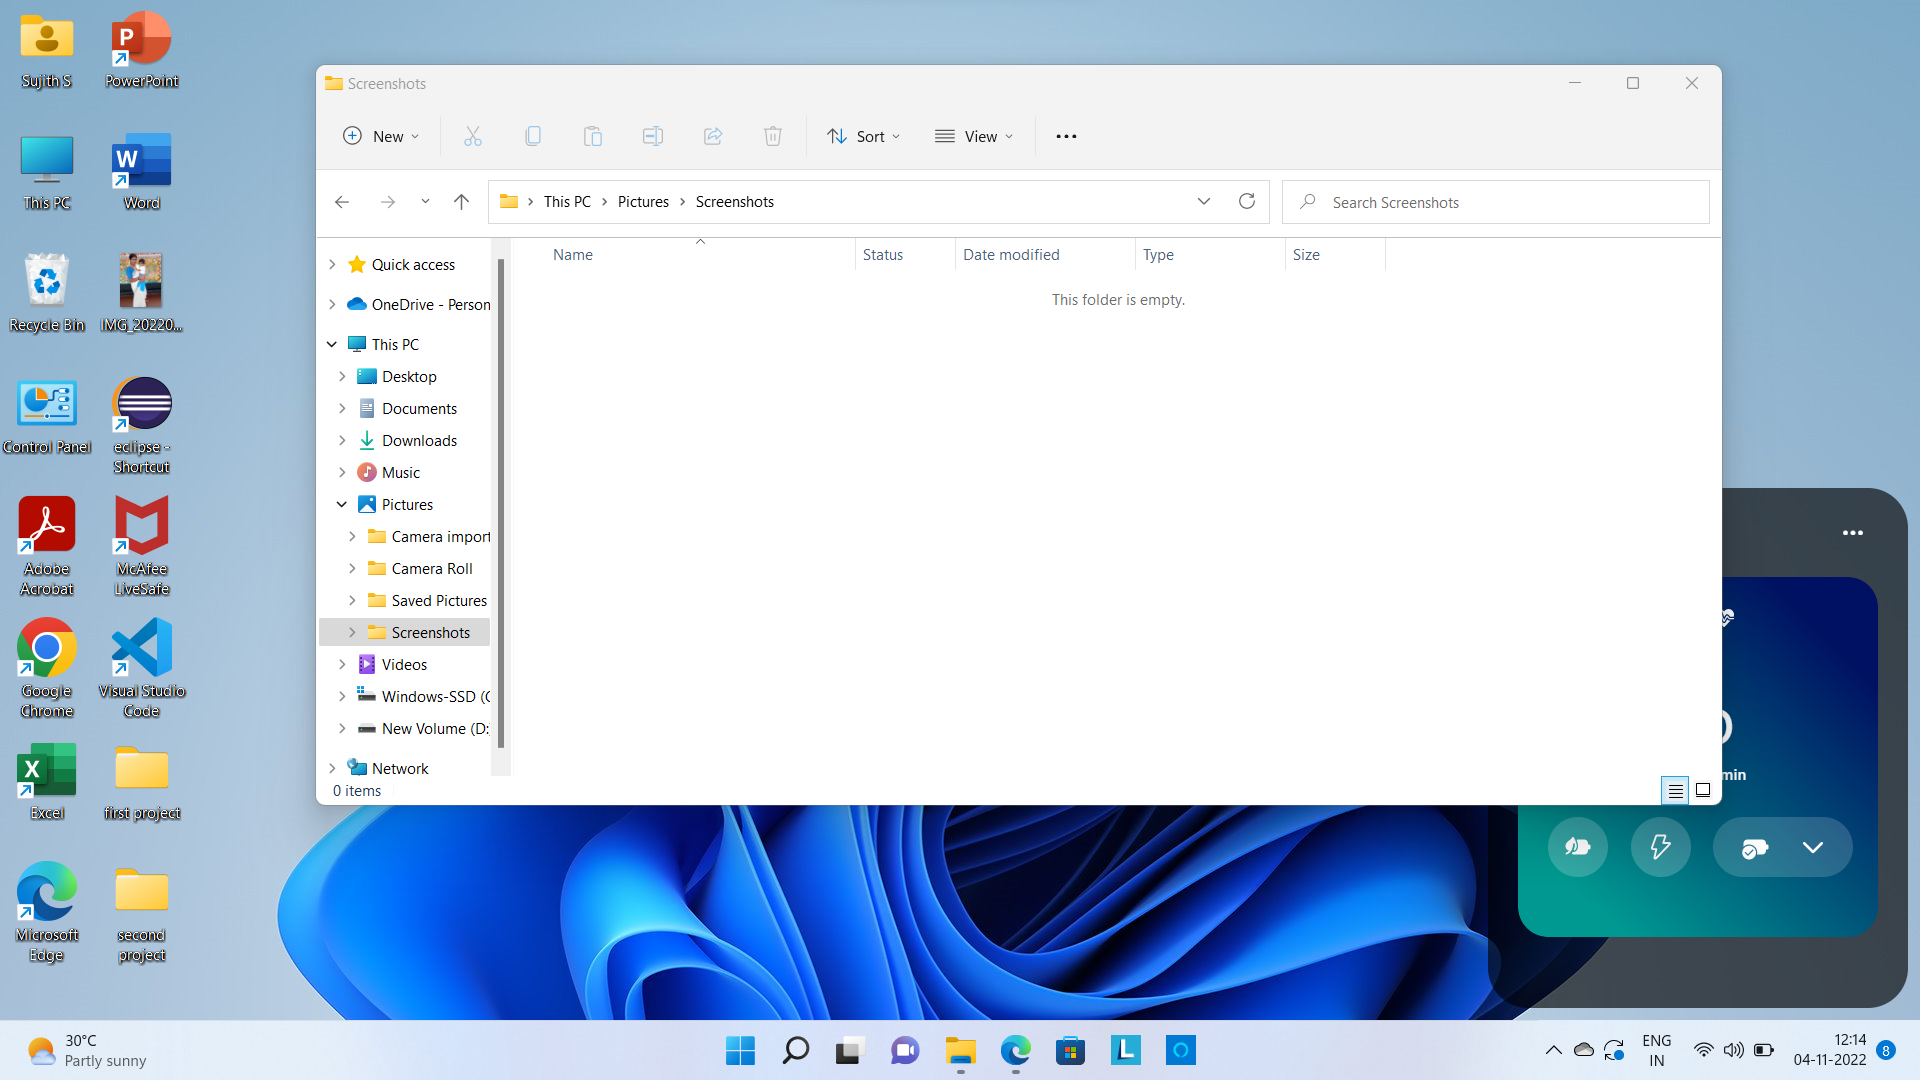 Sujith S
PowerPoint
This PC
Word
Recycle Bin
IMG_20220...
Control Panel
eclipse -
Shortcut
Adobe
Acrobat
McAfee
LiveSafe
Google
Chrome
Visual Studio
Code
Excel
first project
Microsoft
Edge
second
project
Screenshots
New
Sort
View
This PC
Pictures
Screenshots
Search Screenshots
Name
Status
Date modified
Type
Size
This folder is empty.
Quick access
OneDrive - Person
This PC
Desktop
Documents
Downloads
Music
Pictures
Camera import
Camera Roll
Saved Pictures
Screenshots
Videos
Windows-SSD (C
New Volume (D:
Network
0 items
min
30°C
Partly sunny
ENG
IN
12:14
04-11-2022
8